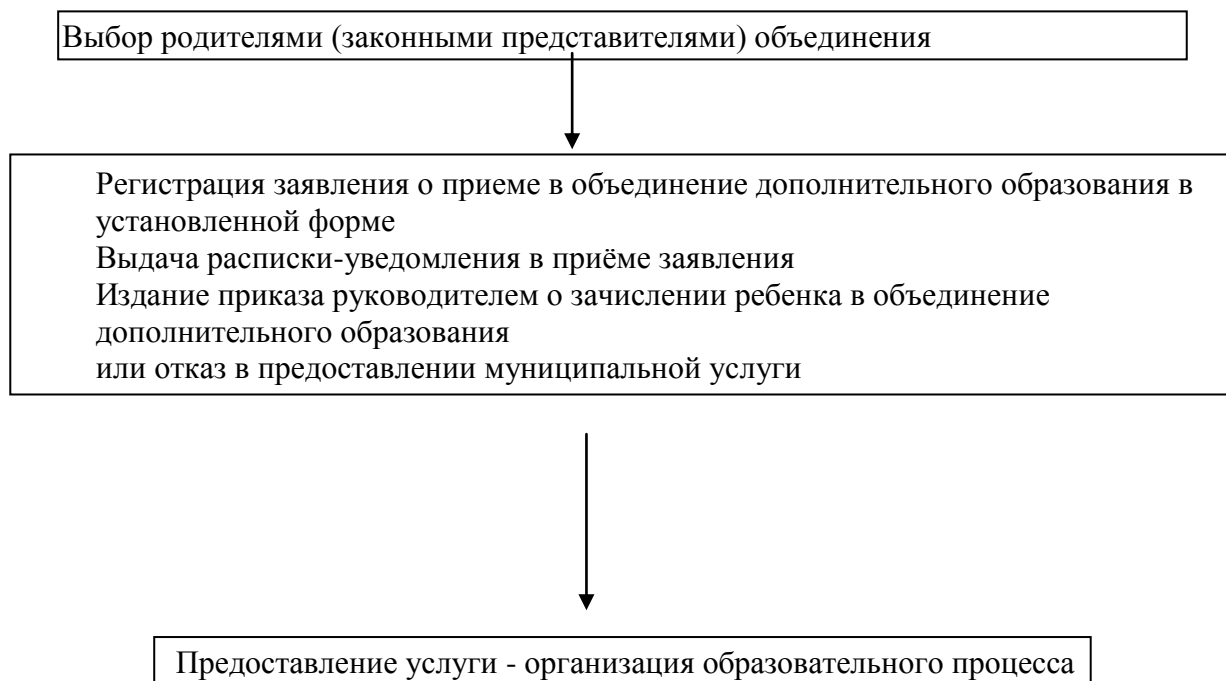 Выбор родителями (законными представителями) объединения
Регистрация заявления о приеме в объединение дополнительного образования в
установленной форме
Выдача расписки-уведомления в приёме заявления
Издание приказа руководителем о зачислении ребенка в объединение
дополнительного образования
или отказ в предоставлении муниципальной услуги
Предоставление услуги - организация образовательного процесса